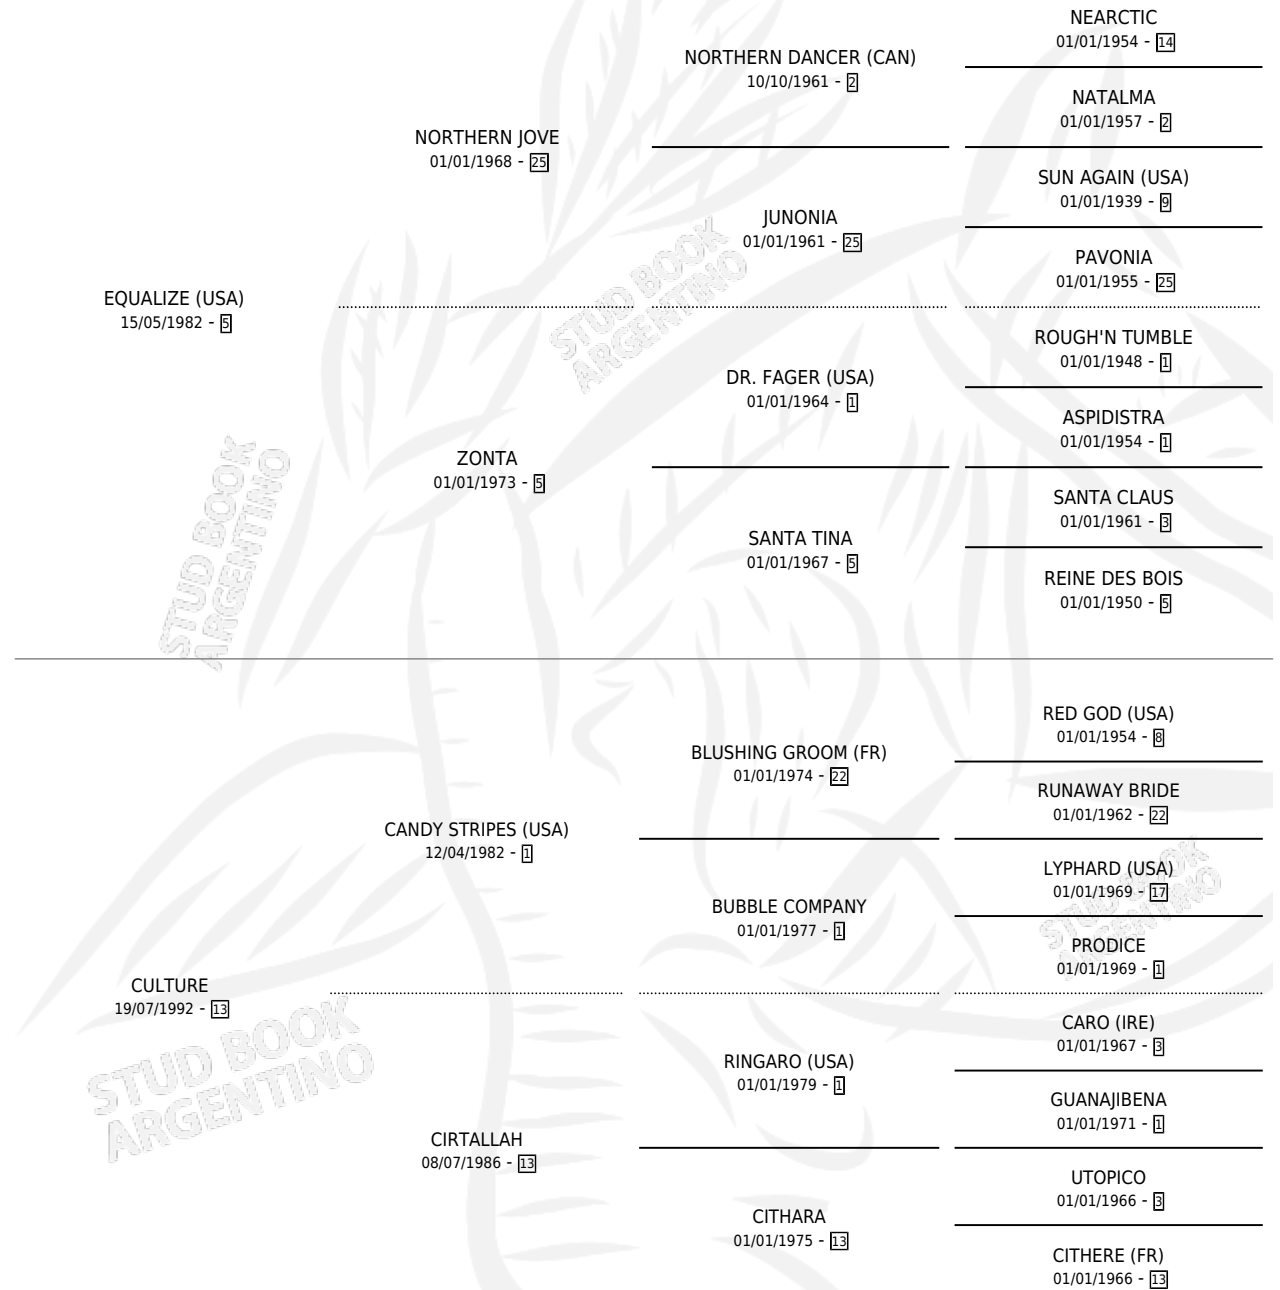 NEARCTIC
01/01/1954 - 14
NORTHERN DANCER (CAN)
10/10/1961 - 2
NATALMA
01/01/1957 - 2
NORTHERN JOVE
01/01/1968 - 25
SUN AGAIN (USA)
01/01/1939 - 9
JUNONIA
01/01/1961 - 25
PAVONIA
01/01/1955 - 25
EQUALIZE (USA)
15/05/1982 - 5
STUD BOOK
ARGENTINO
ROUGH'N TUMBLE
01/01/1948 - 1
DR. FAGER (USA)
01/01/1964 - 1
ASPIDISTRA
01/01/1954 - 1
ZONTA
01/01/1973 - 5
SANTA CLAUS
01/01/1961 - 3
SANTA TINA
01/01/1967 - 5
REINE DES BOIS
01/01/1950 - 5
STUD BOOK
ARGENTINO
RED GOD (USA)
01/01/1954 - 8
BLUSHING GROOM (FR)
01/01/1974 - 22
RUNAWAY BRIDE
01/01/1962 - 22
CANDY STRIPES (USA)
12/04/1982 - 1
LYPHARD (USA)
01/01/1969 - 17
BUBBLE COMPANY
01/01/1977 - 1
PRODICE
01/01/1969 - 1
STUD BOOK
ARGENTINO
CULTURE
19/07/1992 - 13
CARO (IRE)
01/01/1967 - 3
RINGARO (USA)
01/01/1979 - 1
GUANAJIBENA
01/01/1971 - 1
STUD BOOK
ARGENTINO
CIRTALLAH
08/07/1986 - 13
UTOPICO
01/01/1966 - 3
CITHARA
01/01/1975 - 13
CITHERE (FR)
01/01/1966 - 13